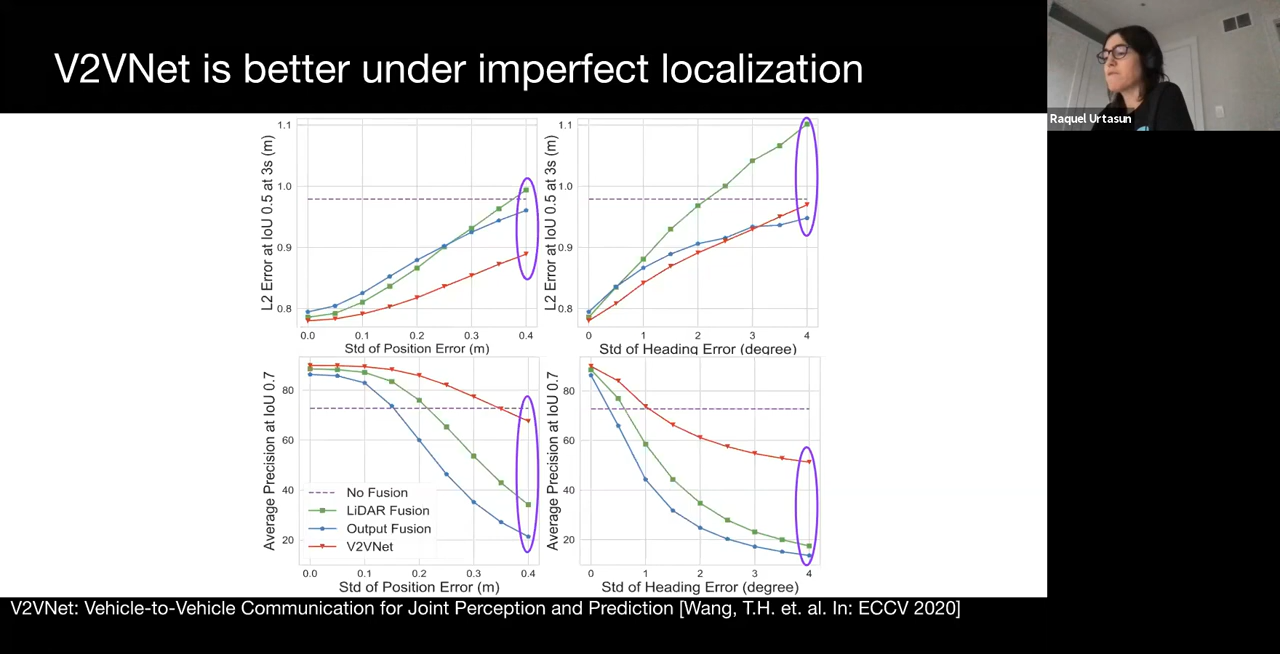 V2VNet is better under imperfect localization
Raquel Urtasun
L2 Error at IoU 0.5 at 3s (m)
1.1
1.0
0.9
0.8
0.0 0.1 0.2 0.3 0.4
Std of Position Error (m)
L2 Error at IoU 0.5 at 3s (m)
1.1
1.0
0.9
0.8
0 1 2 3 4
Std of Heading Error (degree)
Average Precision at IoU 0.7
80
60
40
20
No Fusion
LiDAR Fusion
Output Fusion
V2VNet
0.0 0.1 0.2 0.3 0.4
Std of Position Error (m)
Average Precision at IoU 0.7
80
60
40
20
0 1 2 3 4
Std of Heading Error (degree)
V2VNet: Vehicle-to-Vehicle Communication for Joint Perception and Prediction [Wang, T.H. et. al. In: ECCV 2020]